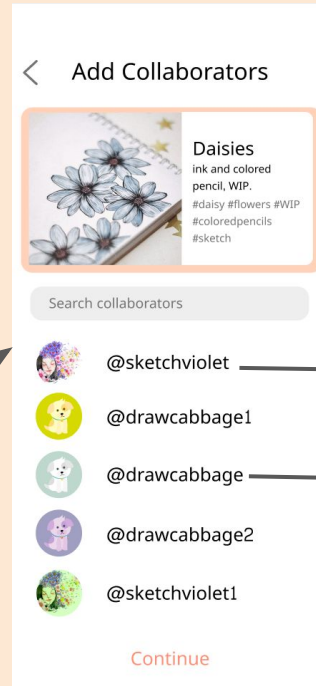 Add Collaborators
Daisies
ink and colored
pencil, WIP.
#daisy #flowers #WIP
#coloredpencils
#sketch
Search collaborators
@sketchviolet
@drawcabbage1
@drawcabbage
@drawcabbage2
@sketchviolet1
Continue